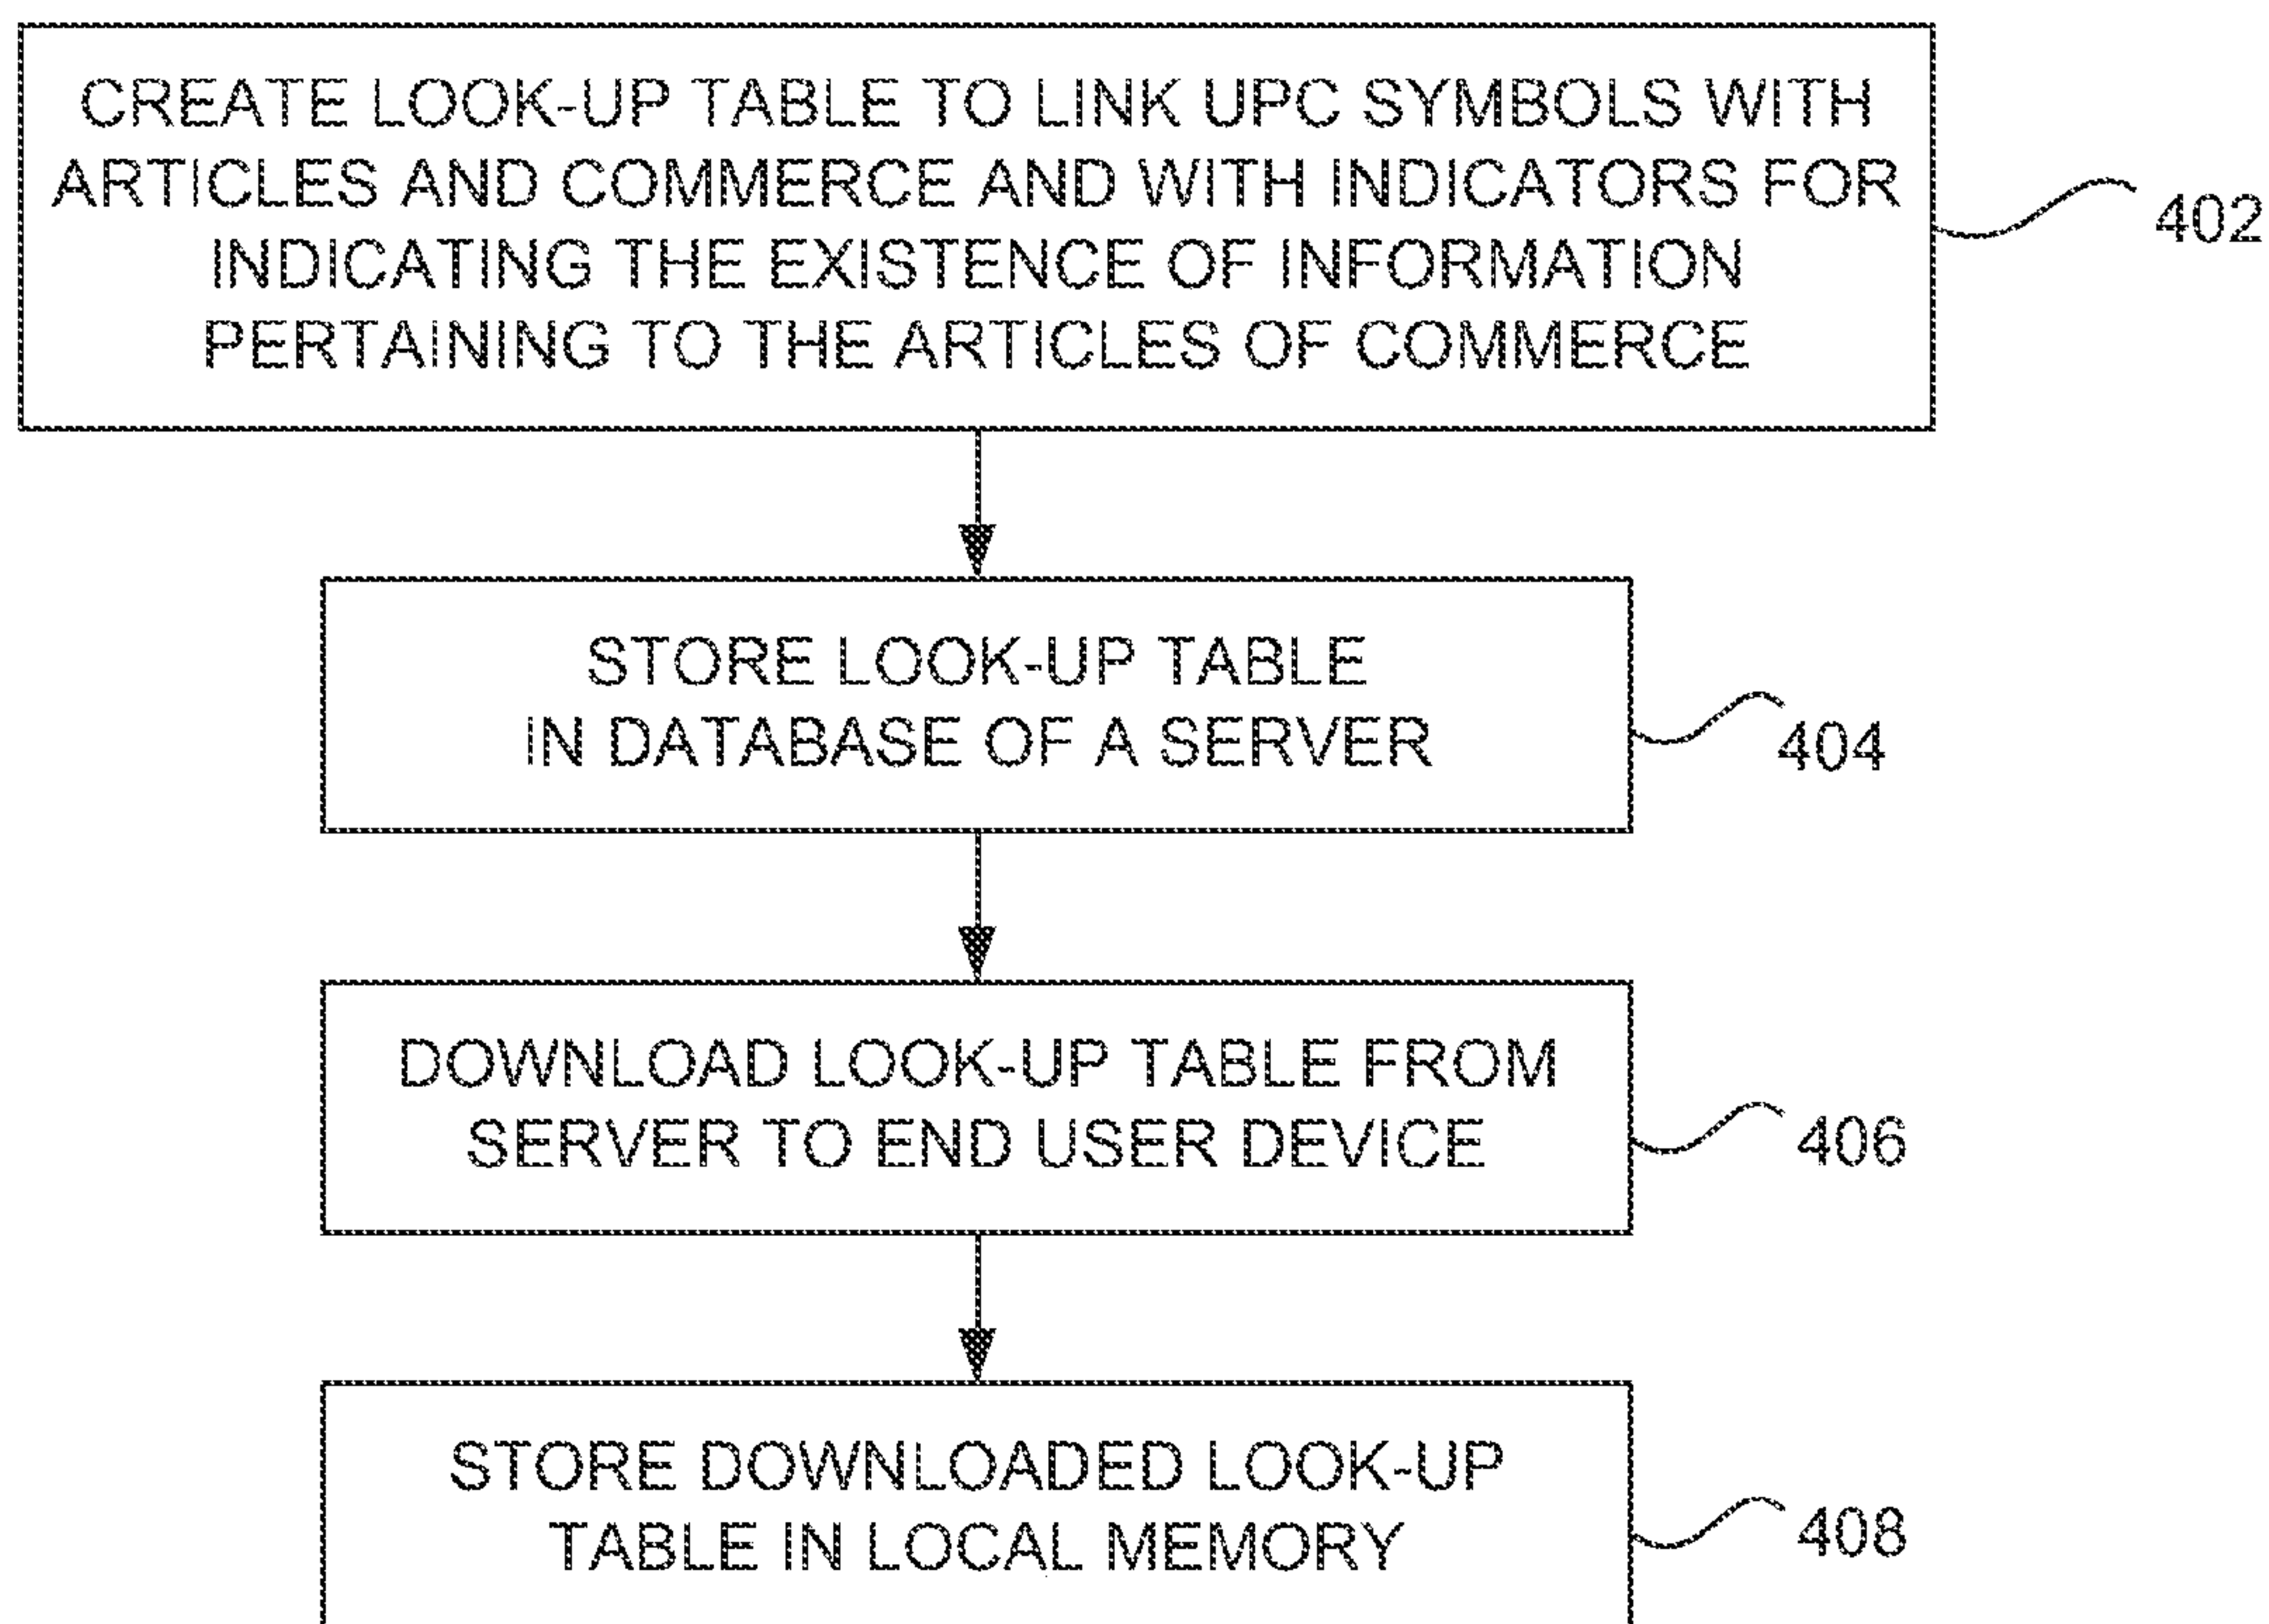 CREATE LOOK-UP TABLE TO LINK UPC SYMBOLS WITH
ARTICLES AND COMMERCE AND WITH INDICATORS FOR
INDICATING THE EXISTENCE OF INFORMATION
PERTAINING TO THE ARTICLES OF COMMERCE
402
STORE LOOK-UP TABLE
IN DATABASE OF A SERVER
404
DOWNLOAD LOOK-UP TABLE FROM
SERVER TO END USER DEVICE
406
STORE DOWNLOADED LOOK-UP
TABLE IN LOCAL MEMORY
408